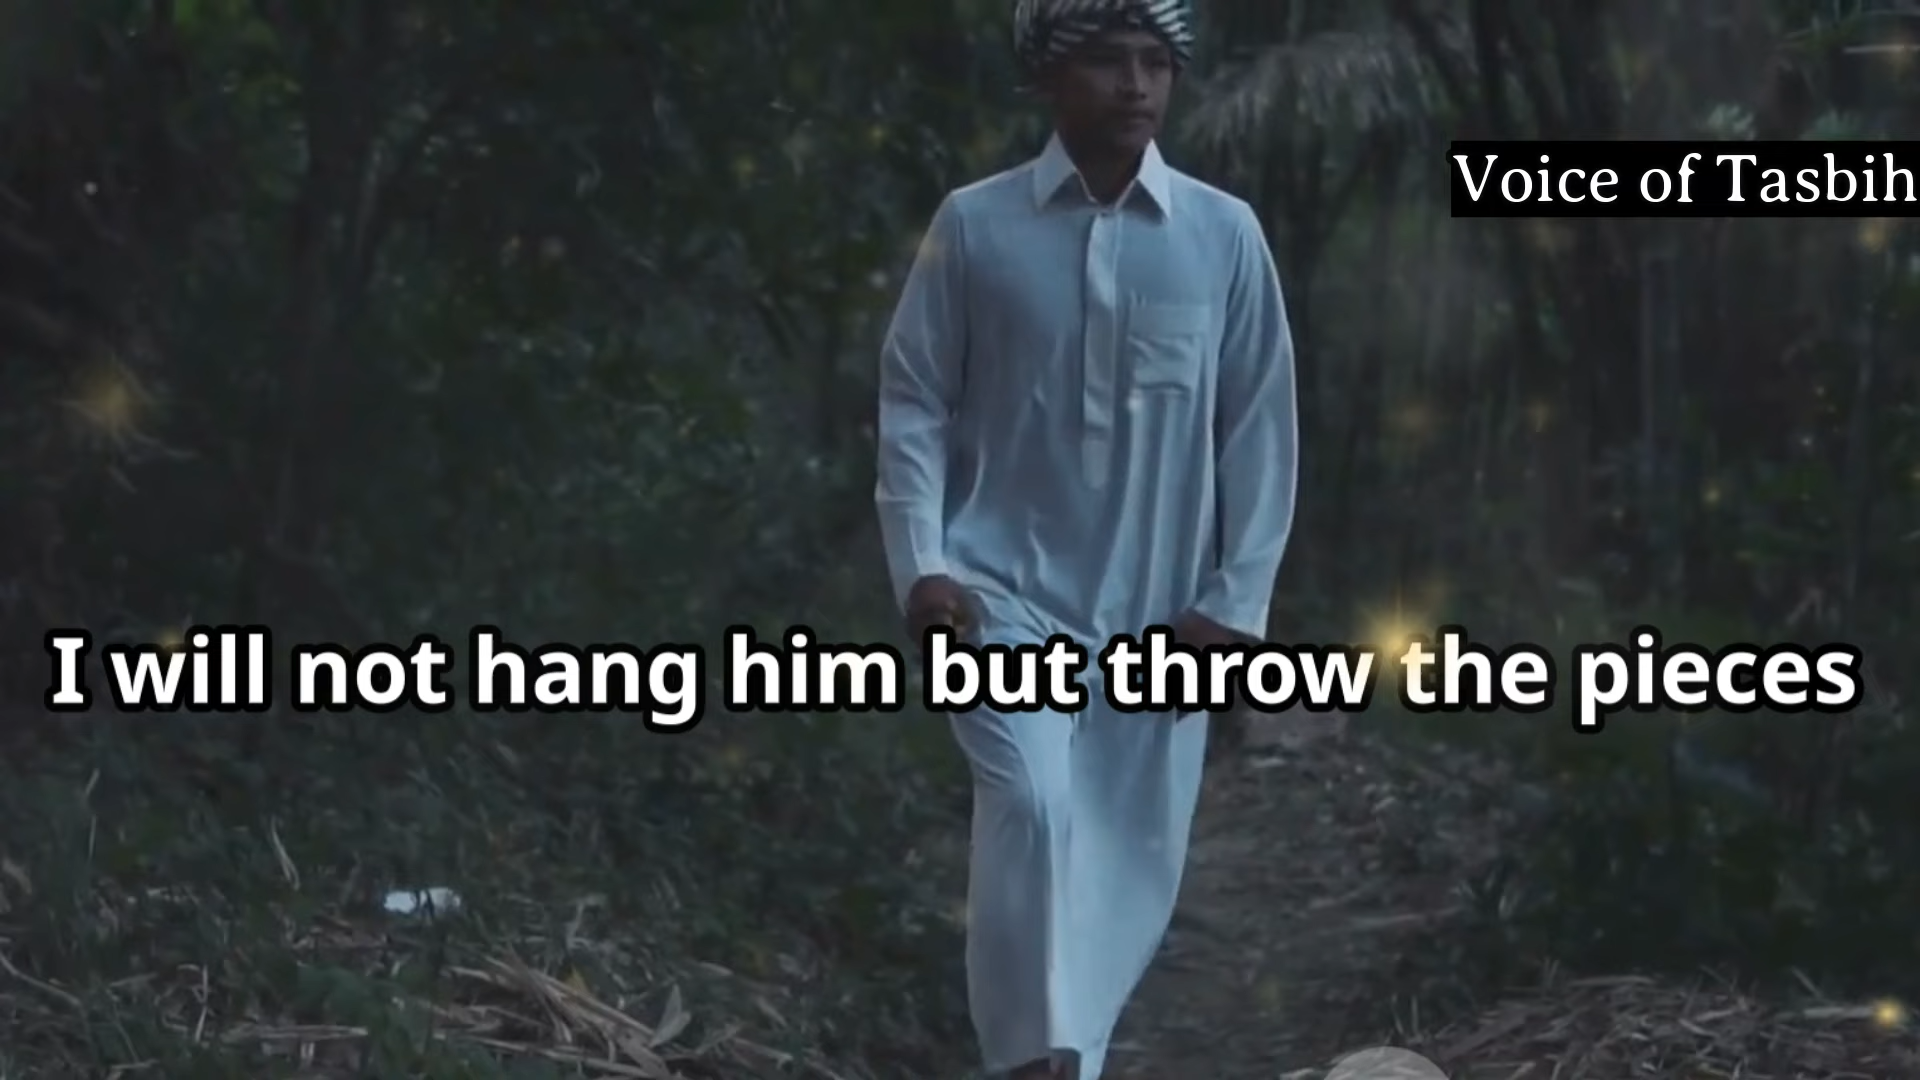 Voice of Tasbih
I will not hang him but throw the pieces